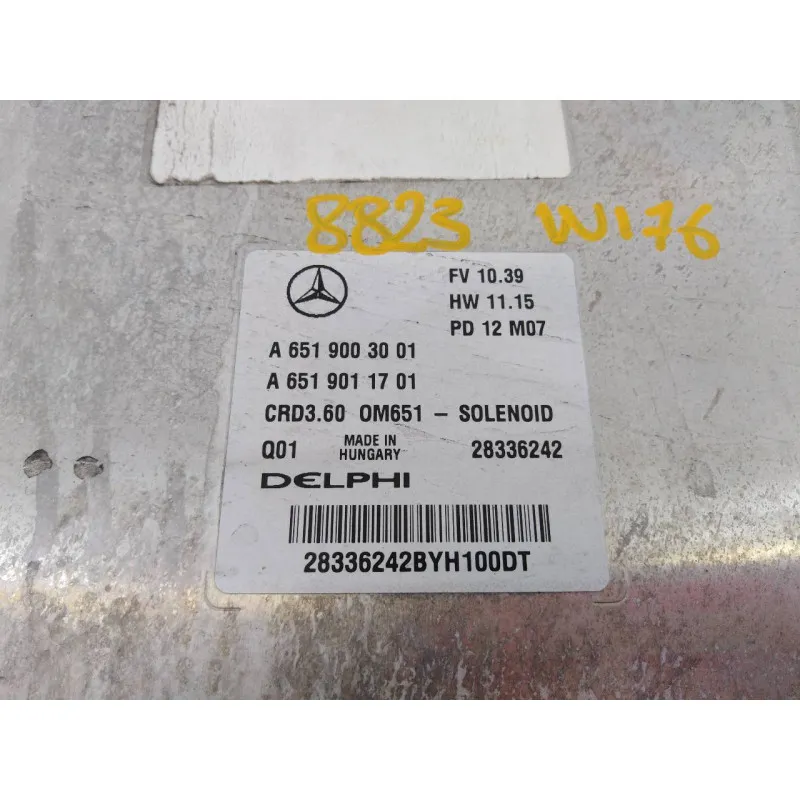 8823 W176
FV 10.39
HW 11.15
PD 12 M07
A 651 900 30 01
A 651 901 17 01
CRD3.60 OM651 - SOLENOID
Q01 MADE IN HUNGARY 28336242
DELPHI
28336242BYH100DT